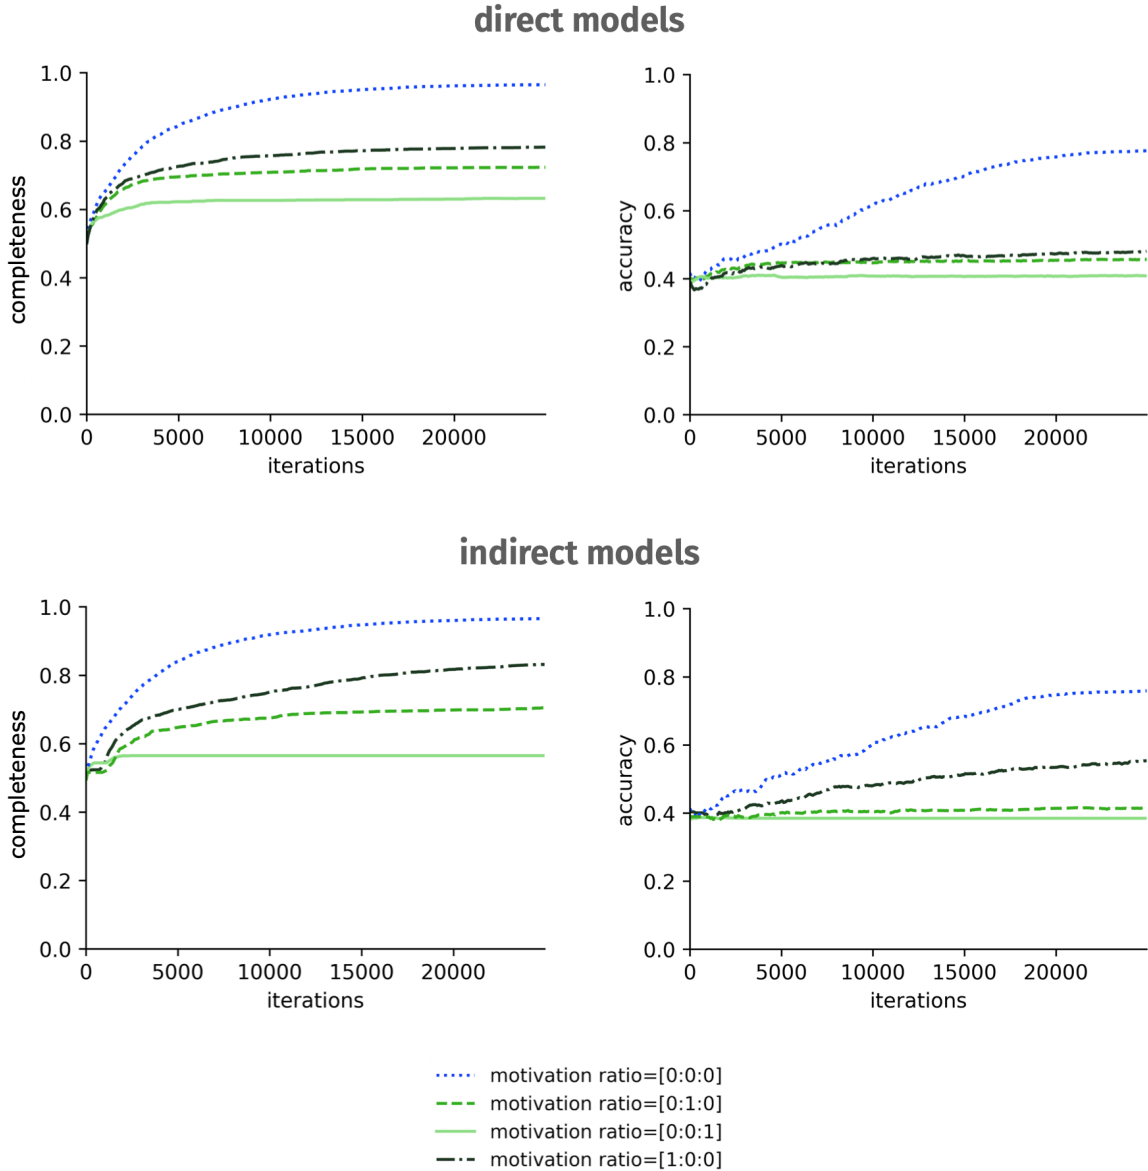 direct models
1.0
0.8
0.6
0.4
0.2
0.0
completeness
0 5000 10000 15000 20000
iterations
1.0
0.8
0.6
0.4
0.2
0.0
accuracy
0 5000 10000 15000 20000
iterations
indirect models
1.0
0.8
0.6
0.4
0.2
0.0
completeness
0 5000 10000 15000 20000
iterations
1.0
0.8
0.6
0.4
0.2
0.0
accuracy
0 5000 10000 15000 20000
iterations
motivation ratio=[0:0:0]
motivation ratio=[0:1:0]
motivation ratio=[0:0:1]
motivation ratio=[1:0:0]